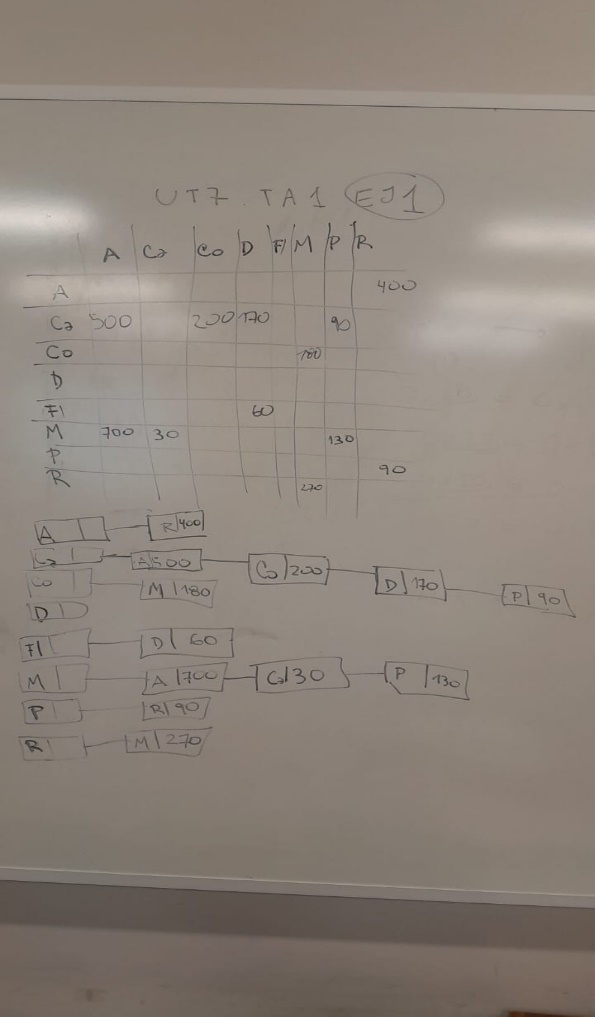 UT7. TA1 EJ1
A Ca Co D Fl M P R
A 400
Ca 500 200 170 90
Co 180
D
Fl 60
M 700 30 130
P 90
R 270
A R|400
Ca A|500 Co|200 D|170 P|90
Co M|180
D
Fl D|60
M A|700 Ca|30 P|130
P R|90
R M|270